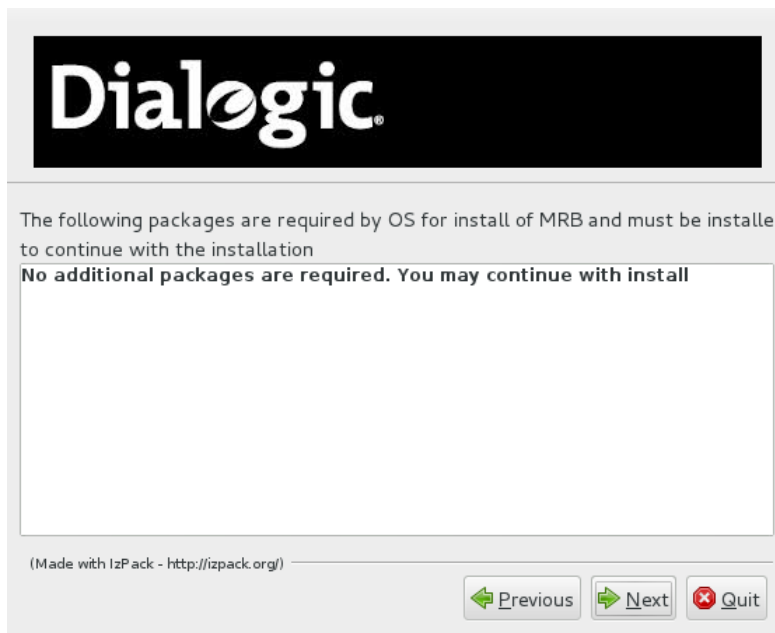 Dialogic®
The following packages are required by OS for install of MRB and must be installe
to continue with the installation
No additional packages are required. You may continue with install
(Made with IzPack - http://izpack.org/)
Previous
Next
Quit